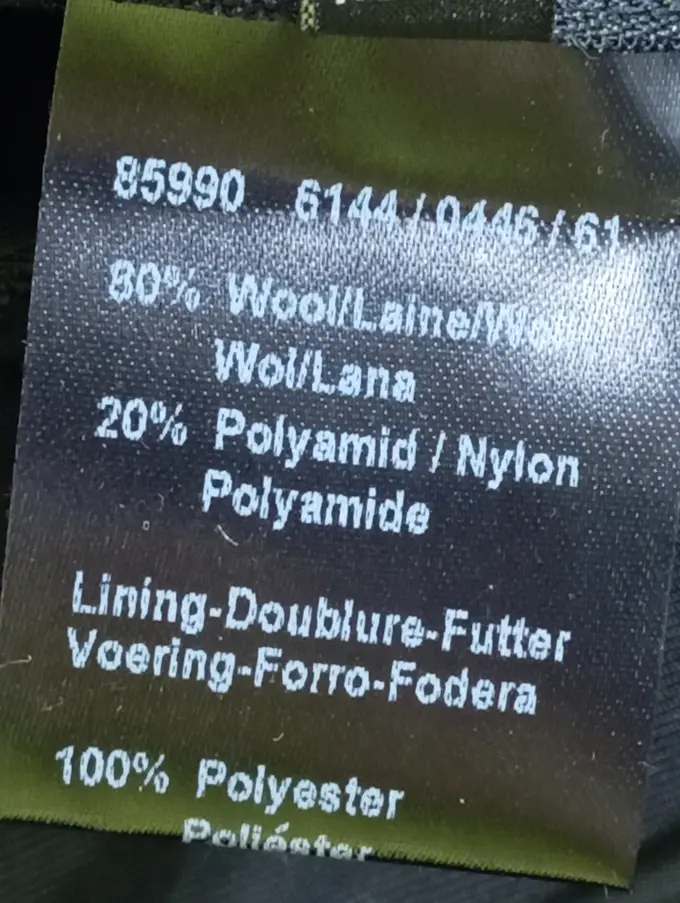 85990 6144/0446/61
80% Wool/Laine/
Wol/Lana
20% Polyamid / Nylon
Polyamide
Lining-Doublure-Futter
Voering-Forro-Fodera
100% Polyester
Poliéster